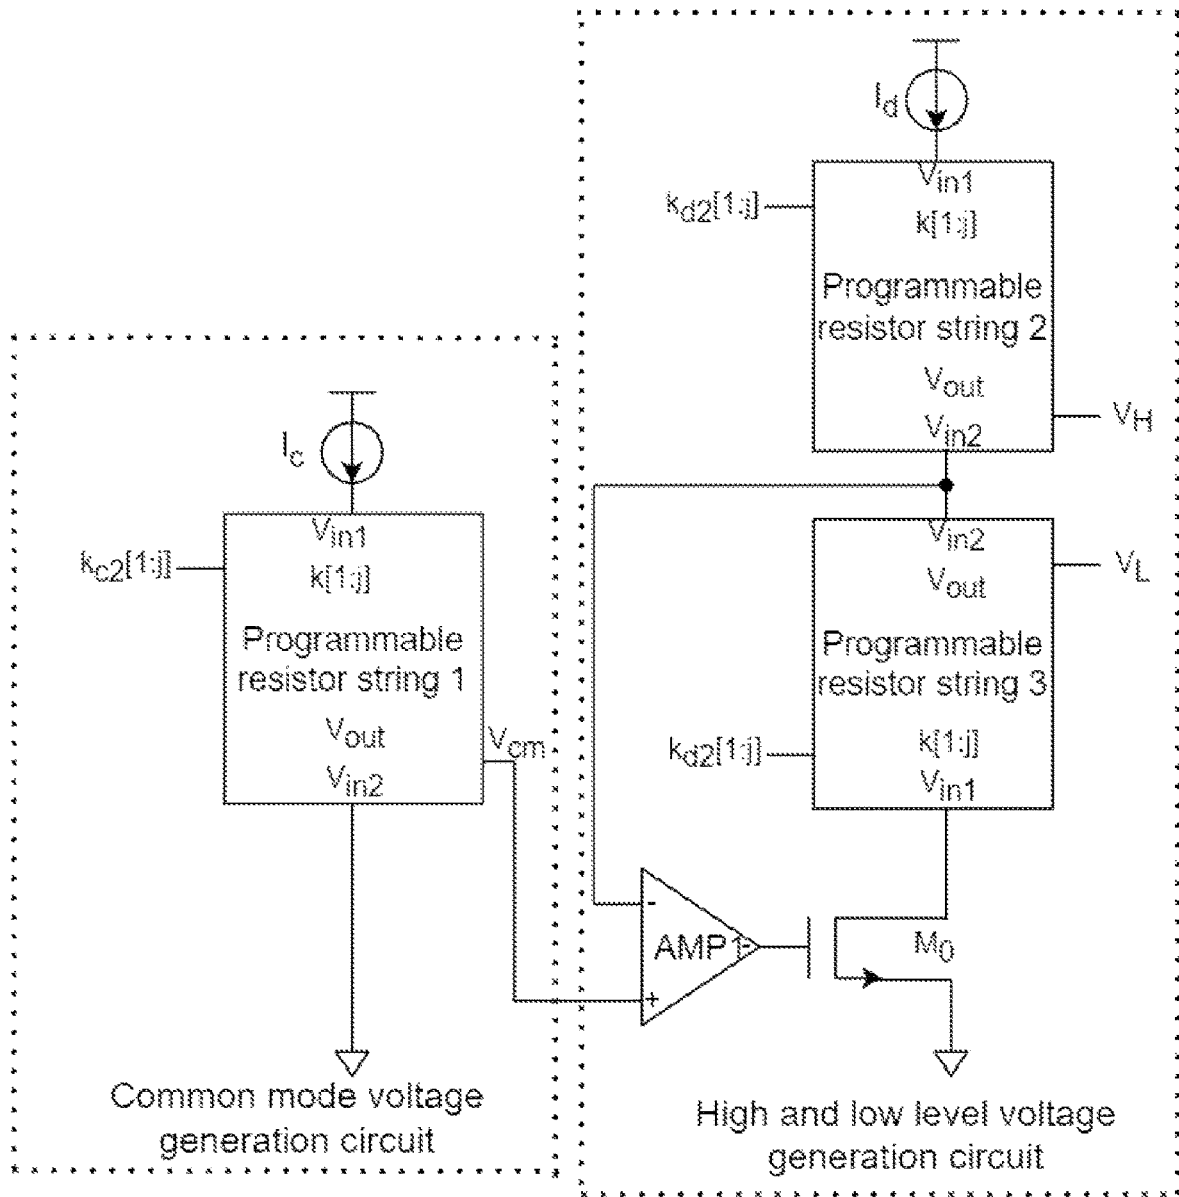 I_c
V_in1
k_c2[1:j]
k[1:j]
Programmable
resistor string 1
V_out
V_cm
V_in2
Common mode voltage
generation circuit
I_d
V_in1
k_d2[1:j]
k[1:j]
Programmable
resistor string 2
V_out
V_H
V_in2
V_in2
V_L
V_out
Programmable
resistor string 3
k[1:j]
k_d2[1:j]
V_in1
-
AMP1-
+
M_0
High and low level voltage
generation circuit